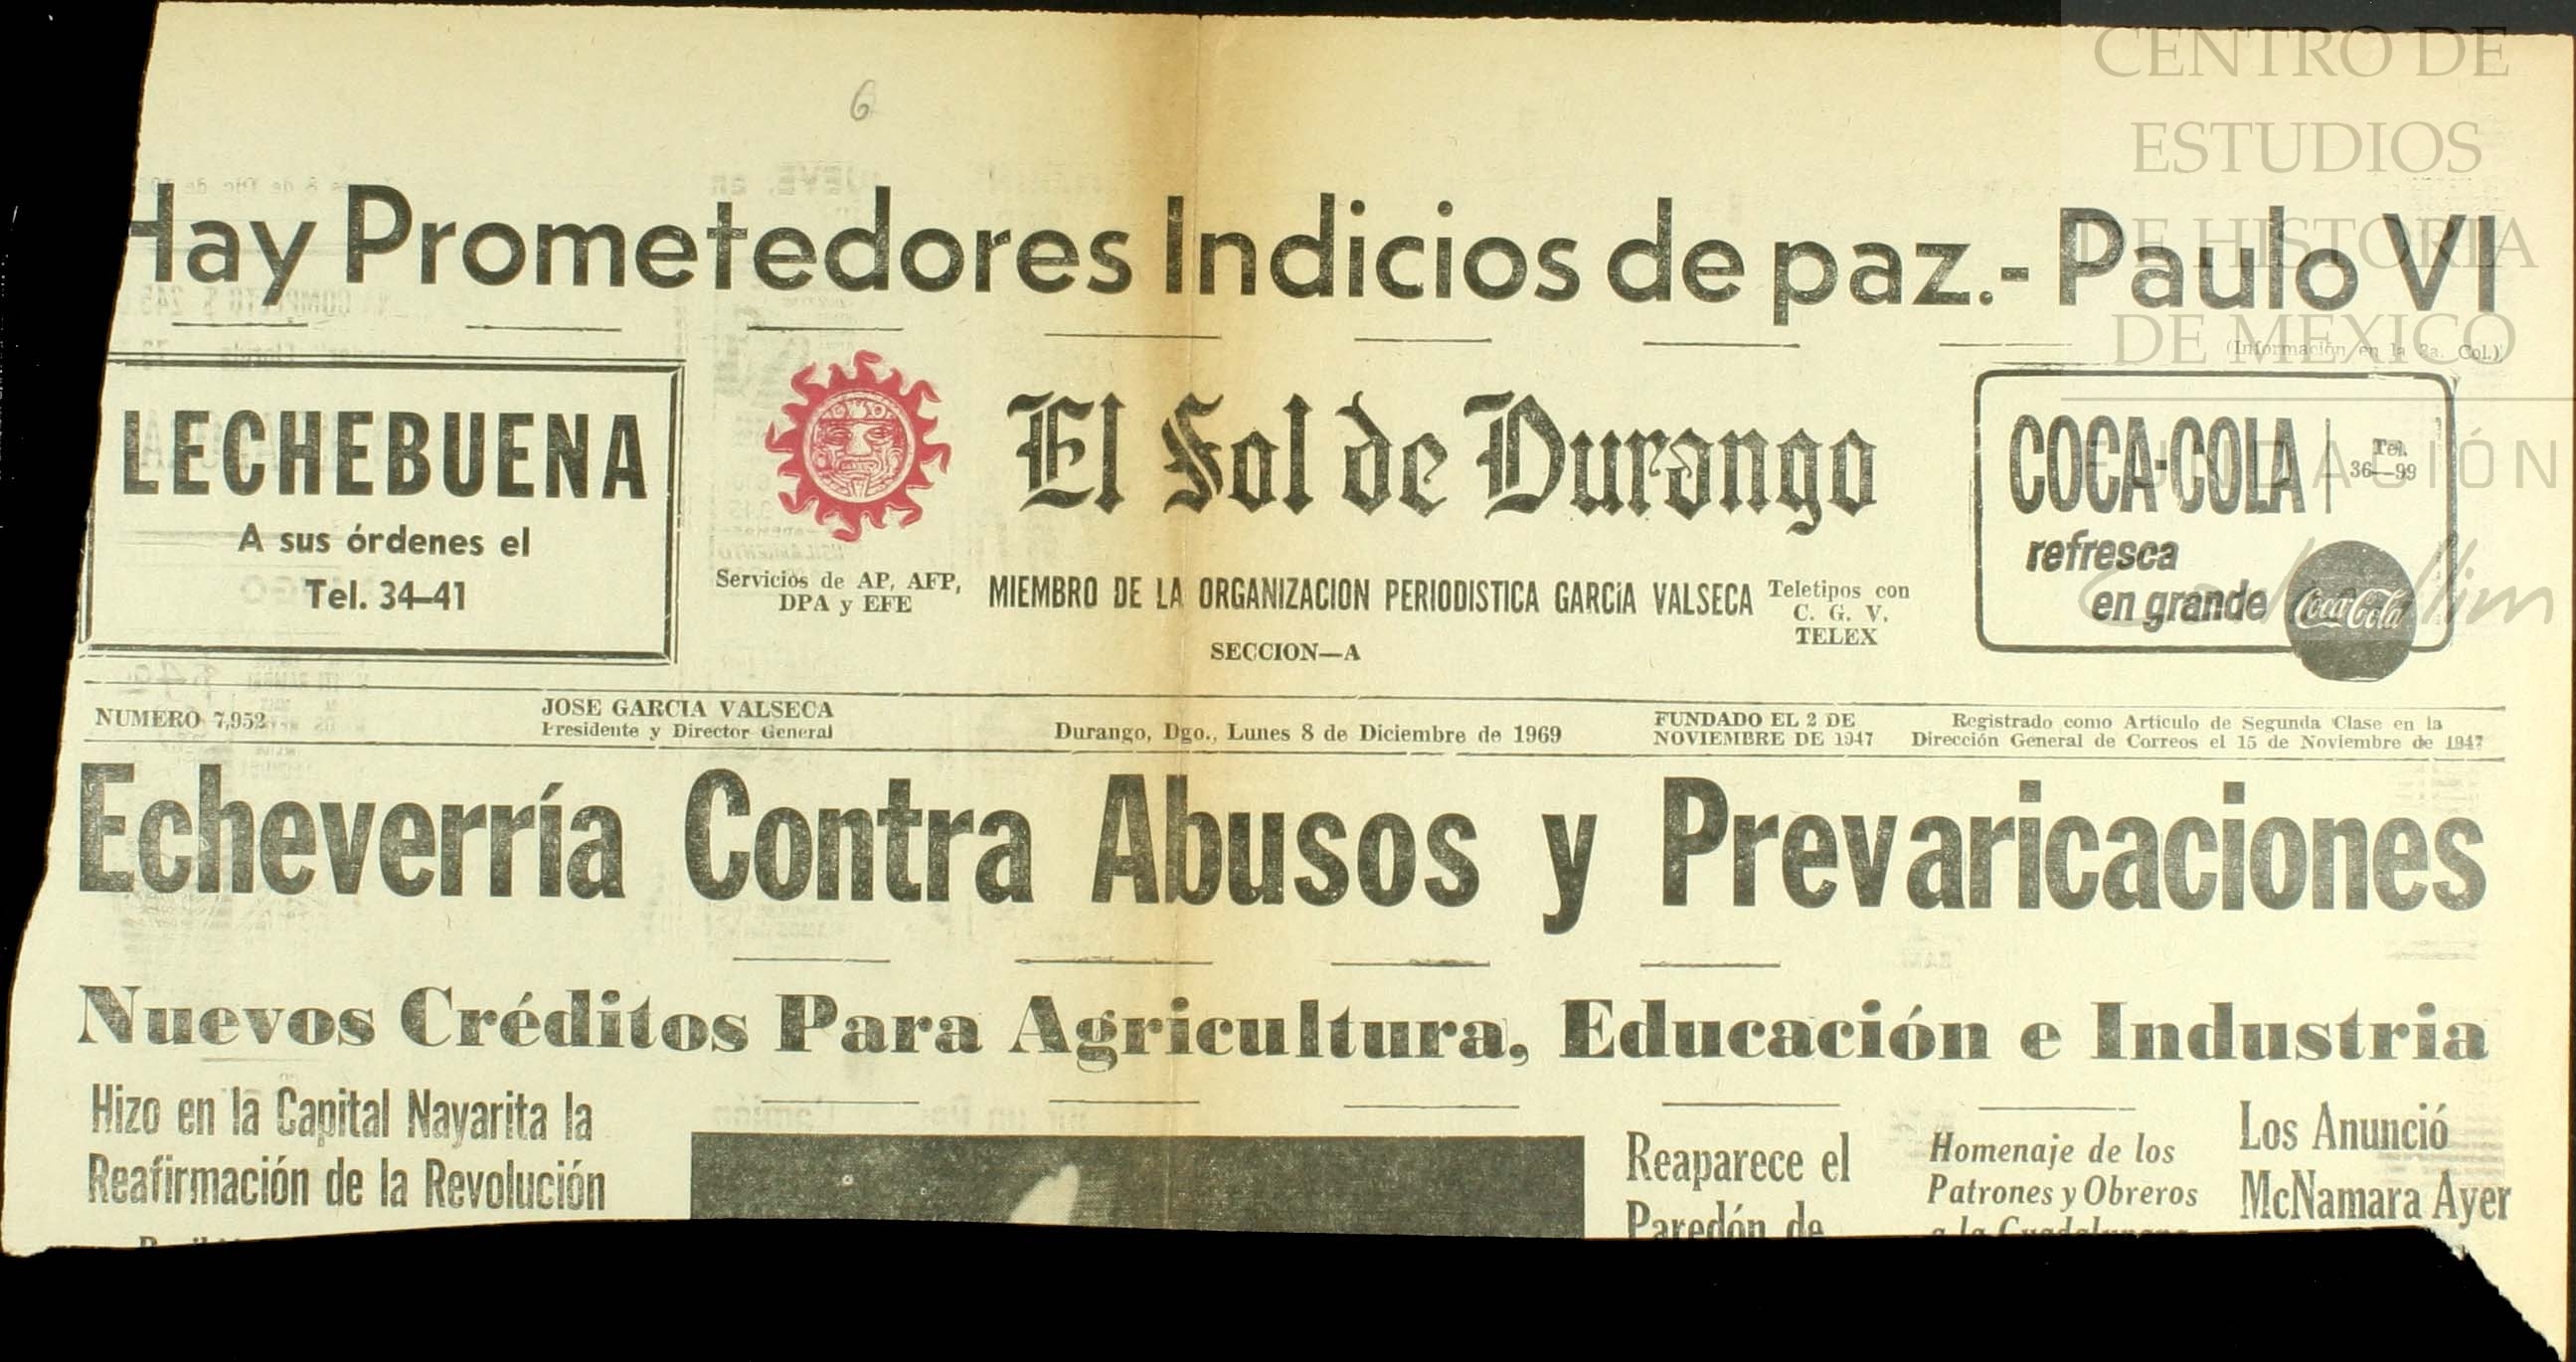 6
Hay Prometedores Indicios de paz.- Paulo VI
(Información en la 2a. Col.)
LECHEBUENA
A sus órdenes el
Tel. 34—41
El Sol de Durango
Servicios de AP, AFP,
DPA y EFE
MIEMBRO DE LA ORGANIZACION PERIODISTICA GARCíA VALSECA
Teletipos con
C. G. V.
TELEX
SECCION—A
COCA-COLA
Tel.
36—99
refresca
en grande
Coca-Cola
NUMERO 7,952
JOSE GARCIA VALSECA
Presidente y Director General
Durango, Dgo., Lunes 8 de Diciembre de 1969
FUNDADO EL 2 DE
NOVIEMBRE DE 1947
Registrado como Artículo de Segunda Clase en la
Dirección General de Correos el 15 de Noviembre de 1947
Echeverría Contra Abusos y Prevaricaciones
Nuevos Créditos Para Agricultura, Educación e Industria
Hizo en la Capital Nayarita la
Reafirmación de la Revolución
Reaparece el
Paredón de
Homenaje de los
Patrones y Obreros
a la Guadalupana
Los Anunció
McNamara Ayer
CENTRO DE
ESTUDIOS
DE HISTORIA
DE MEXICO
FUNDACIÓN